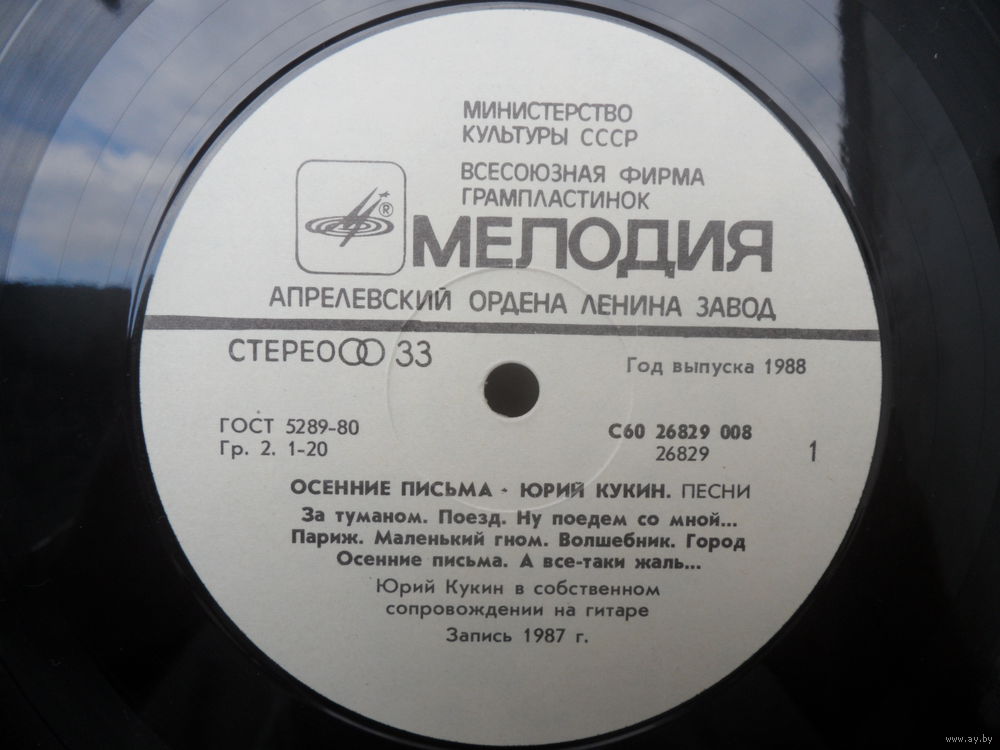 МИНИСТЕРСТВО
КУЛЬТУРЫ СССР
ВСЕСОЮЗНАЯ ФИРМА
ГРАМПЛАСТИНОК
®
МЕЛОДИЯ
АПРЕЛЕВСКИЙ ОРДЕНА ЛЕНИНА ЗАВОД
СТЕРЕО 33
Год выпуска 1988
ГОСТ 5289-80
Гр. 2. 1-20
С60 26829 008
26829
1
ОСЕННИЕ ПИСЬМА - ЮРИЙ КУКИН. ПЕСНИ
За туманом. Поезд. Ну поедем со мной...
Париж. Маленький гном. Волшебник. Город
Осенние письма. А все-таки жаль...
Юрий Кукин в собственном
сопровождении на гитаре
Запись 1987 г.
www.ay.by